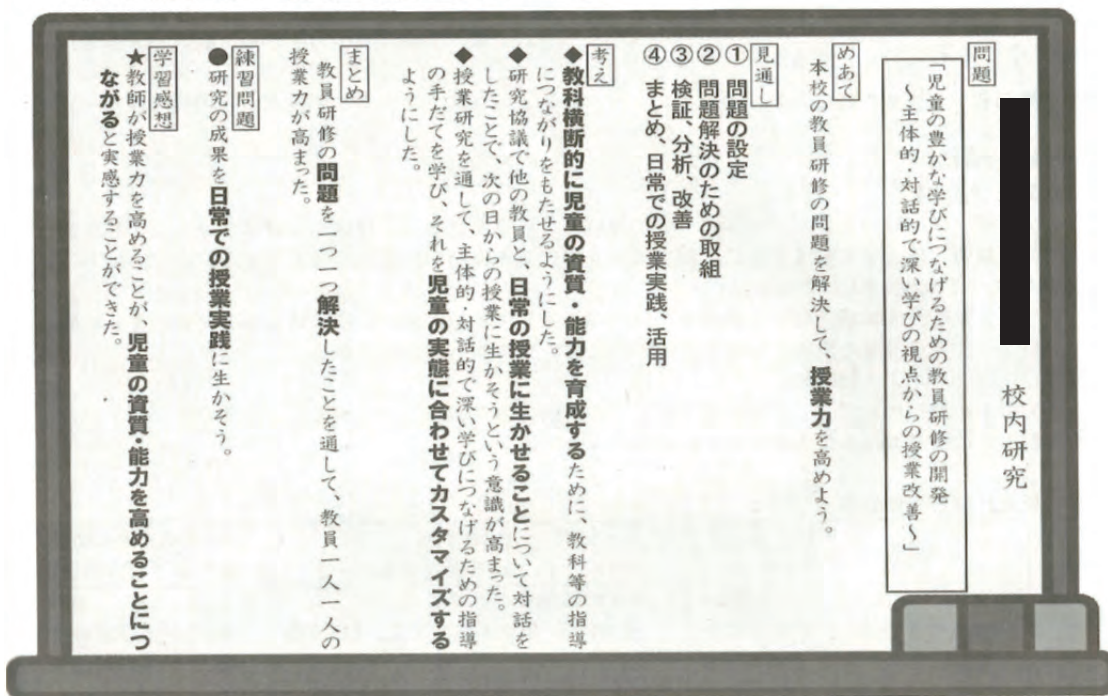 校内研究
問題
「児童の豊かな学びにつなげるための教員研修の開発
〜主体的・対話的で深い学びの視点からの授業改善〜」
めあて
本校の教員研修の問題を解決して、授業力を高めよう。
見通し
① 問題の設定
② 問題解決のための取組
③ 検証、分析、改善
④ まとめ、日常での授業実践、活用
考え
◆教科横断的に児童の資質・能力を育成するために、教科等の指導
につながりをもたせるようにした。
◆研究協議で他の教員と、日常の授業に生かせることについて対話を
したことで、次の日からの授業に生かそうという意識が高まった。
◆授業研究を通して、主体的・対話的で深い学びにつなげるための指導
の手だてを学び、それを児童の実態に合わせてカスタマイズする
ようにした。
まとめ
教員研修の問題を一つ一つ解決したことを通して、教員一人一人の
授業力が高まった。
練習問題
●研究の成果を日常での授業実践に生かそう。
学習感想
★教師が授業力を高めることが、児童の資質・能力を高めることにつ
ながると実感することができた。